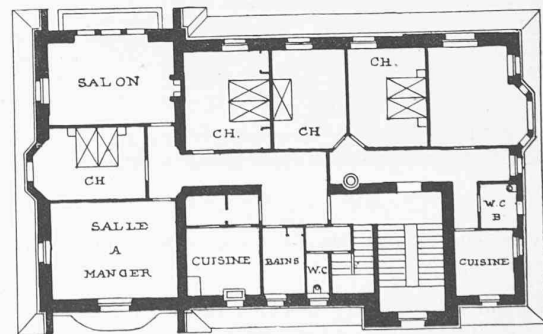 SALON
CH.
CH
CH.
CH
SALLE
A
MANGER
CUISINE
BAINS
W.C
W.C
B
CUISINE